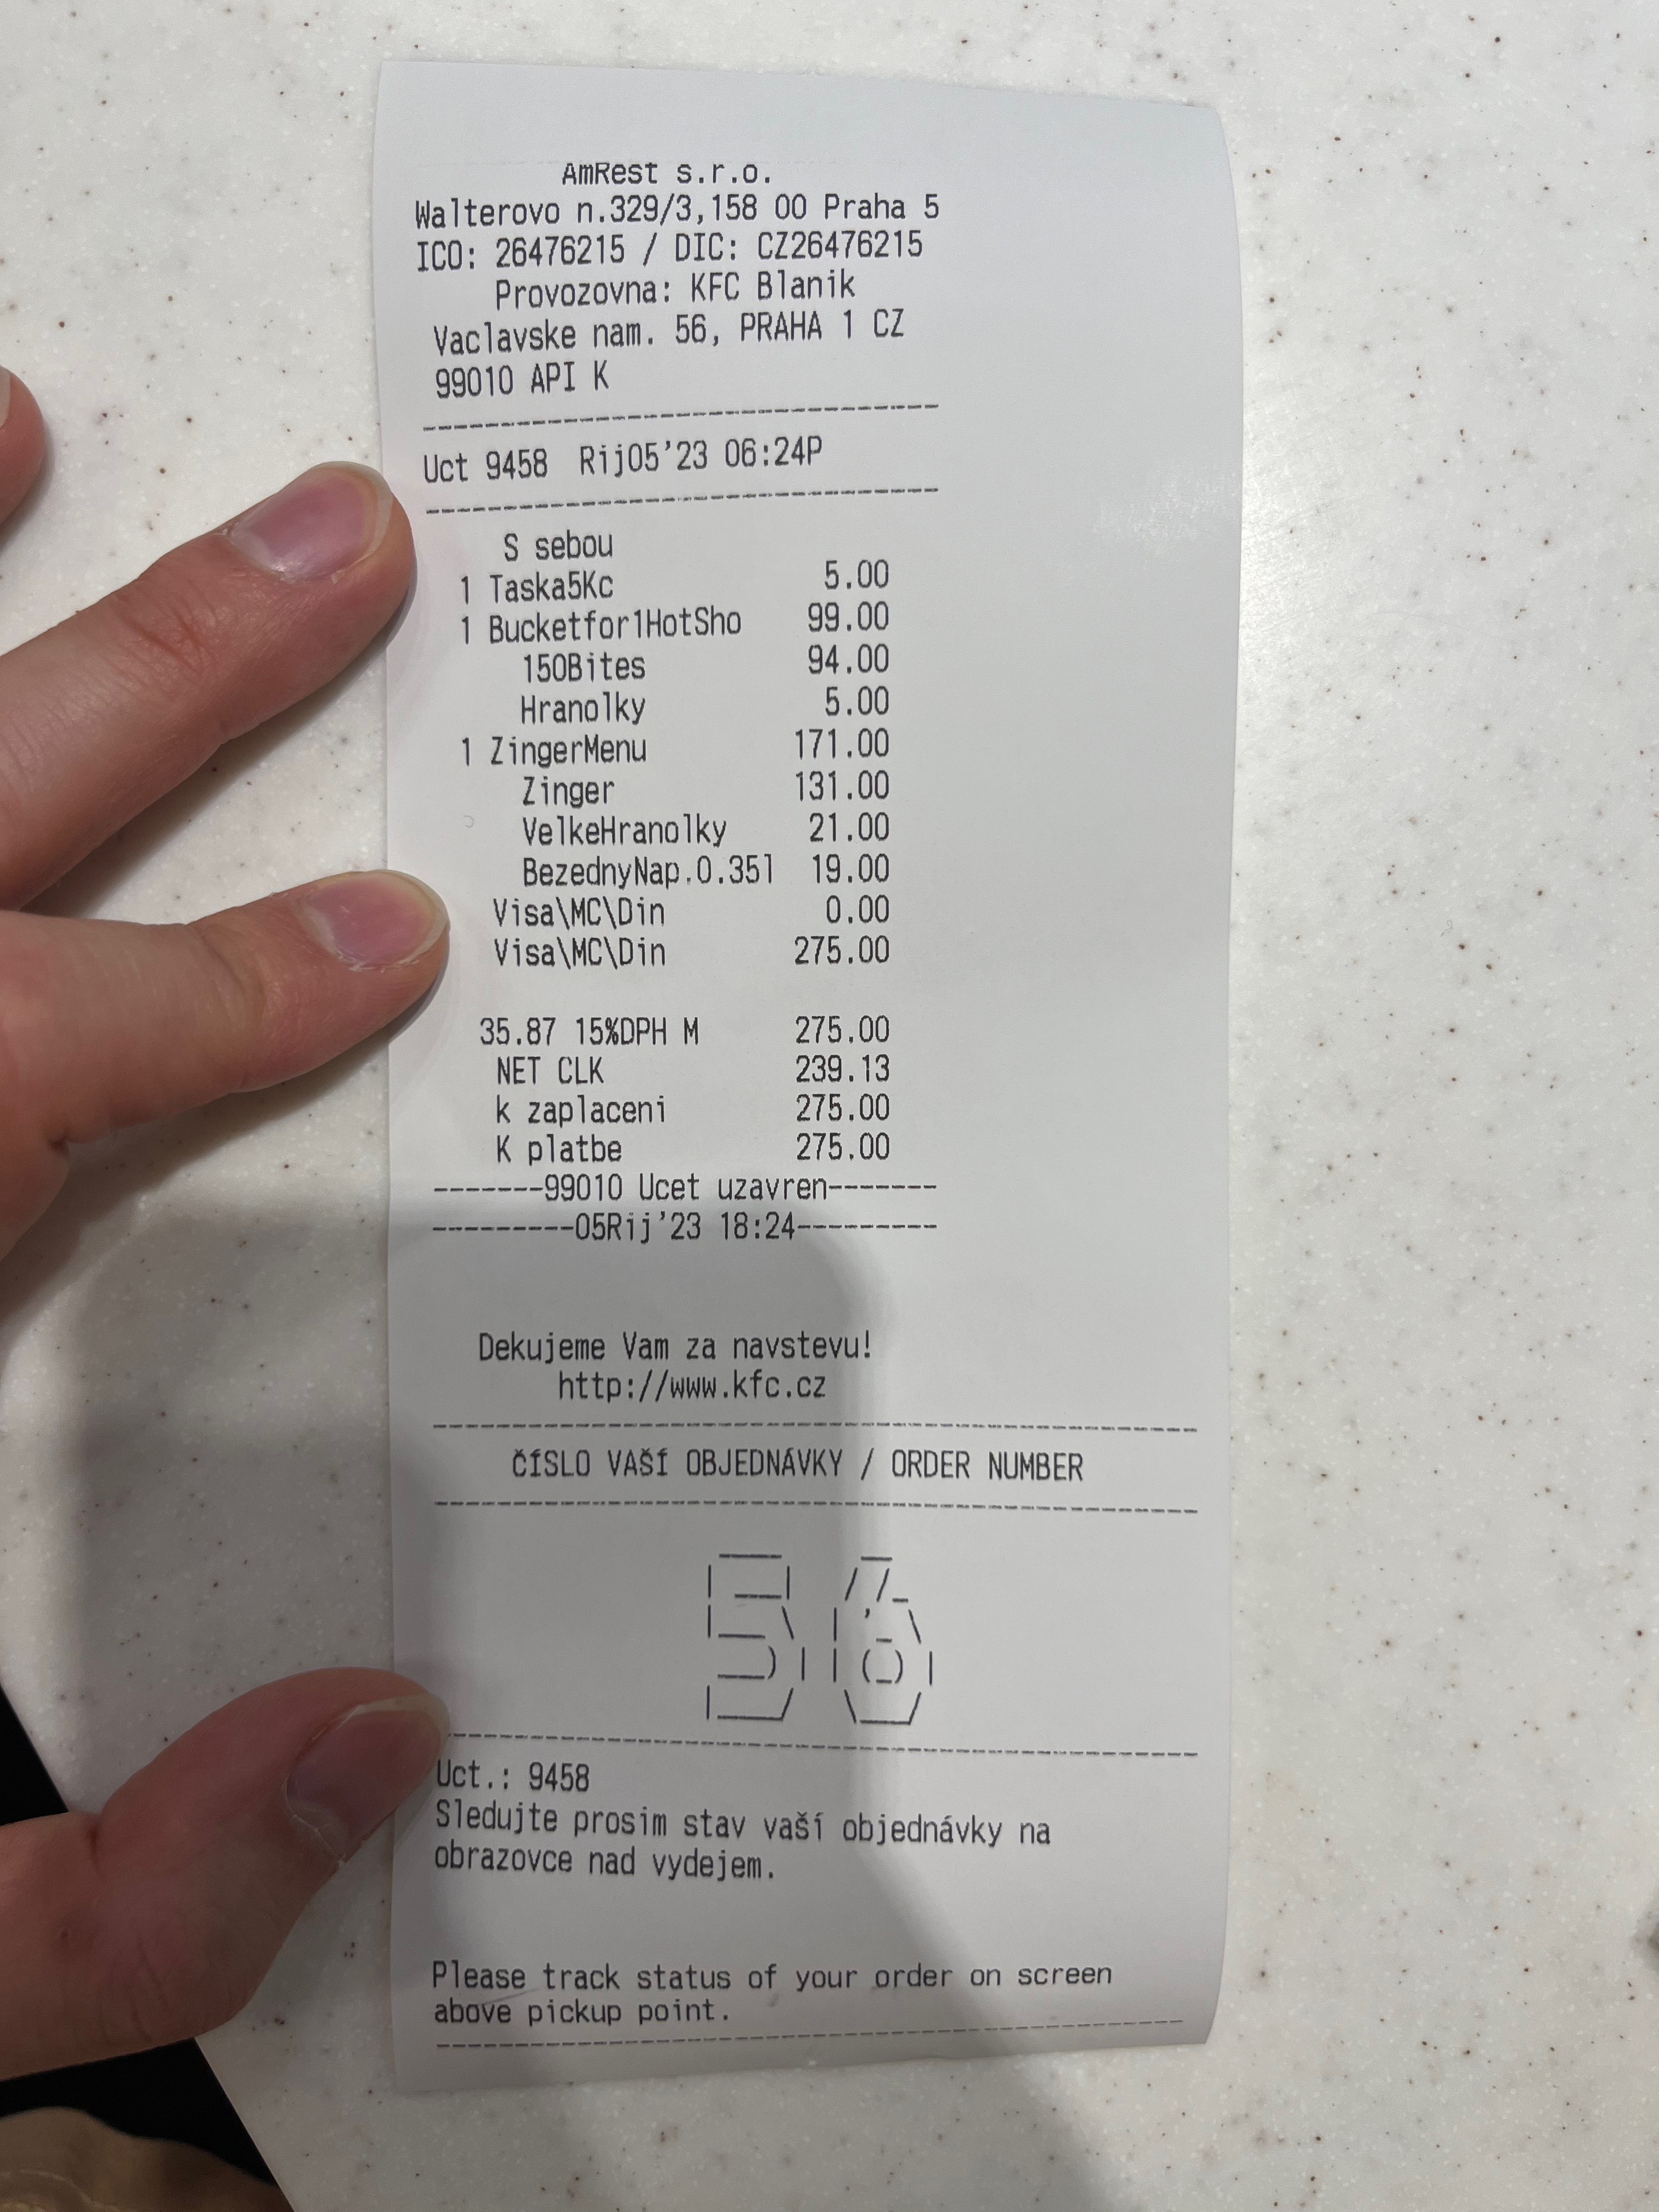 AmRest s.r.o.
Walterovo n.329/3,158 00 Praha 5
ICO: 26476215 / DIC: CZ26476215
Provozovna: KFC Blanik
Vaclavske nam. 56, PRAHA 1 CZ
99010 API K
Uct 9458 Rij05'23 06:24P
S sebou
1 Taska5Kc 5.00
1 Bucketfor1HotSho 99.00
150Bites 94.00
Hranolky 5.00
1 ZingerMenu 171.00
Zinger 131.00
VelkeHranolky 21.00
BezednyNap.0.35l 19.00
Visa\MC\Din 0.00
Visa\MC\Din 275.00
35.87 15%DPH M 275.00
NET CLK 239.13
k zaplaceni 275.00
K platbe 275.00
-------99010 Ucet uzavren-------
---------05Rij'23 18:24---------
Dekujeme Vam za navstevu!
http://www.kfc.cz
ČÍSLO VAŠÍ OBJEDNÁVKY / ORDER NUMBER
56
Uct.: 9458
Sledujte prosim stav vaší objednávky na
obrazovce nad vydejem.
Please track status of your order on screen
above pickup point.